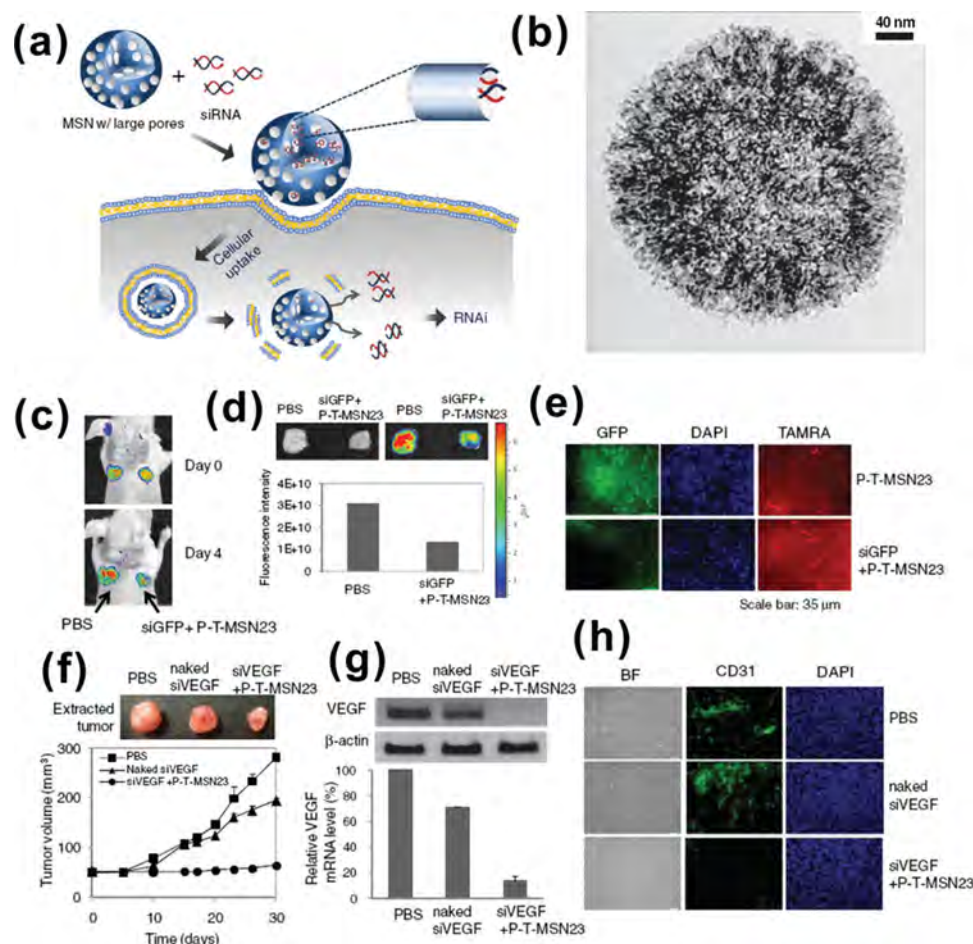 (a)
MSN w/ large pores
+
siRNA
Cellular
uptake
RNAi
(b)
40 nm
(c)
Day 0
Day 4
PBS
siGFP+ P-T-MSN23
(d)
PBS
siGFP+
P-T-MSN23
PBS
siGFP+
P-T-MSN23
Fluorescence intensity
4E+10
3E+10
2E+10
1E+10
0
PBS
siGFP
+P-T-MSN23
(e)
GFP
DAPI
TAMRA
P-T-MSN23
siGFP
+P-T-MSN23
Scale bar: 35 μm
(f)
PBS
naked
siVEGF
siVEGF
+P-T-MSN23
Extracted
tumor
Tumor volume (mm³)
300
200
100
0
PBS
Naked siVEGF
siVEGF +P-T-MSN23
0 10 20 30
Time (days)
(g)
PBS
naked
siVEGF
siVEGF
+P-T-MSN23
VEGF
β-actin
Relative VEGF
mRNA level (%)
100
80
60
40
20
0
PBS
naked
siVEGF
siVEGF
+P-T-MSN23
(h)
BF
CD31
DAPI
PBS
naked
siVEGF
siVEGF
+P-T-MSN23